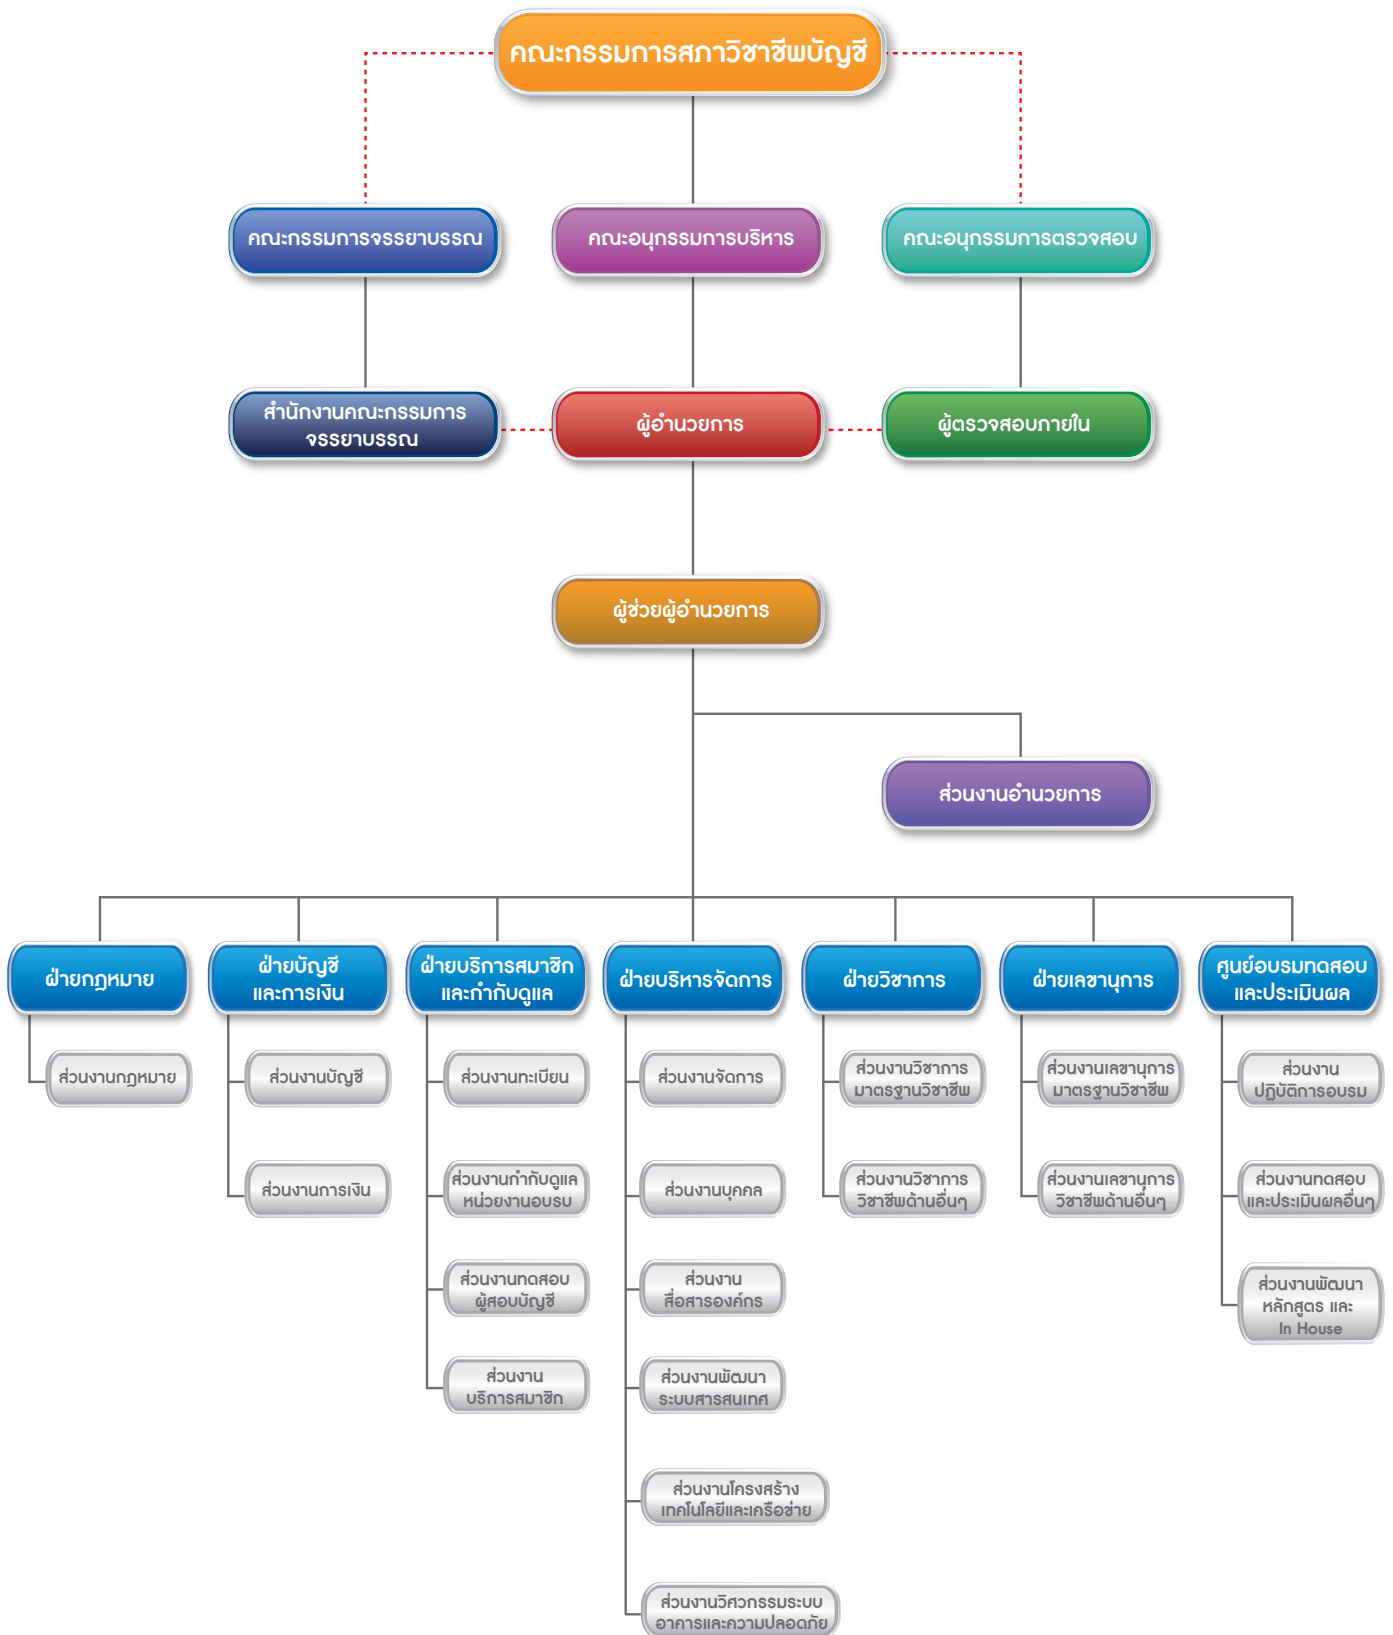 คณะกรรมการสภาวิชาชีพบัญชี
คณะกรรมการจรรยาบรรณ
คณะอนุกรรมการบริหาร
คณะอนุกรรมการตรวจสอบ
สำนักงานคณะกรรมการ
จรรยาบรรณ
ผู้อำนวยการ
ผู้ตรวจสอบภายใน
ผู้ช่วยผู้อำนวยการ
ส่วนงานอำนวยการ
ฝ่ายกฎหมาย
ส่วนงานกฎหมาย
ฝ่ายบัญชี
และการเงิน
ส่วนงานบัญชี
ส่วนงานการเงิน
ฝ่ายบริการสมาชิก
และกำกับดูแล
ส่วนงานทะเบียน
ส่วนงานกำกับดูแล
หน่วยงานอบรบ
ส่วนงานทดสอบ
ผู้สอบบัญชี
ส่วนงาน
บริการสมาชิก
ฝ่ายบริหารจัดการ
ส่วนงานจัดการ
ส่วนงานบุคคล
ส่วนงาน
สื่อสารองค์กร
ส่วนงานพัฒนา
ระบบสารสนเทศ
ส่วนงานโครงสร้าง
เทคโนโลยีและเครือข่าย
ส่วนงานวิศวกรรมระบบ
อาคารและความปลอดภัย
ฝ่ายวิชาการ
ส่วนงานวิชาการ
มาตรฐานวิชาชีพ
ส่วนงานวิชาการ
วิชาชีพด้านอื่นๆ
ฝ่ายเลขานุการ
ส่วนงานเลขานุการ
มาตรฐานวิชาชีพ
ส่วนงานเลขานุการ
วิชาชีพด้านอื่นๆ
ศูนย์อบรมทดสอบ
และประเมินผล
ส่วนงาน
ปฏิบัติการอบรม
ส่วนงานทดสอบ
และประเมินผลอื่นๆ
ส่วนงานพัฒนา
หลักสูตร และ
In House